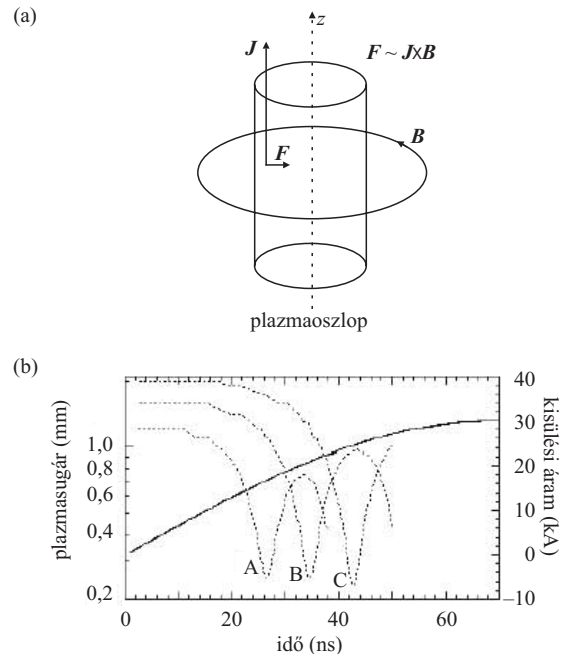 (a)
z
J
F ~ JXB
B
F
plazmaoszlop
(b)
plazmasugár (mm)
1,0
0,8
0,6
0,4
0,2
A
B
C
40
30
20
10
0
–10
kisülési áram (kA)
0
20
40
60
idő (ns)